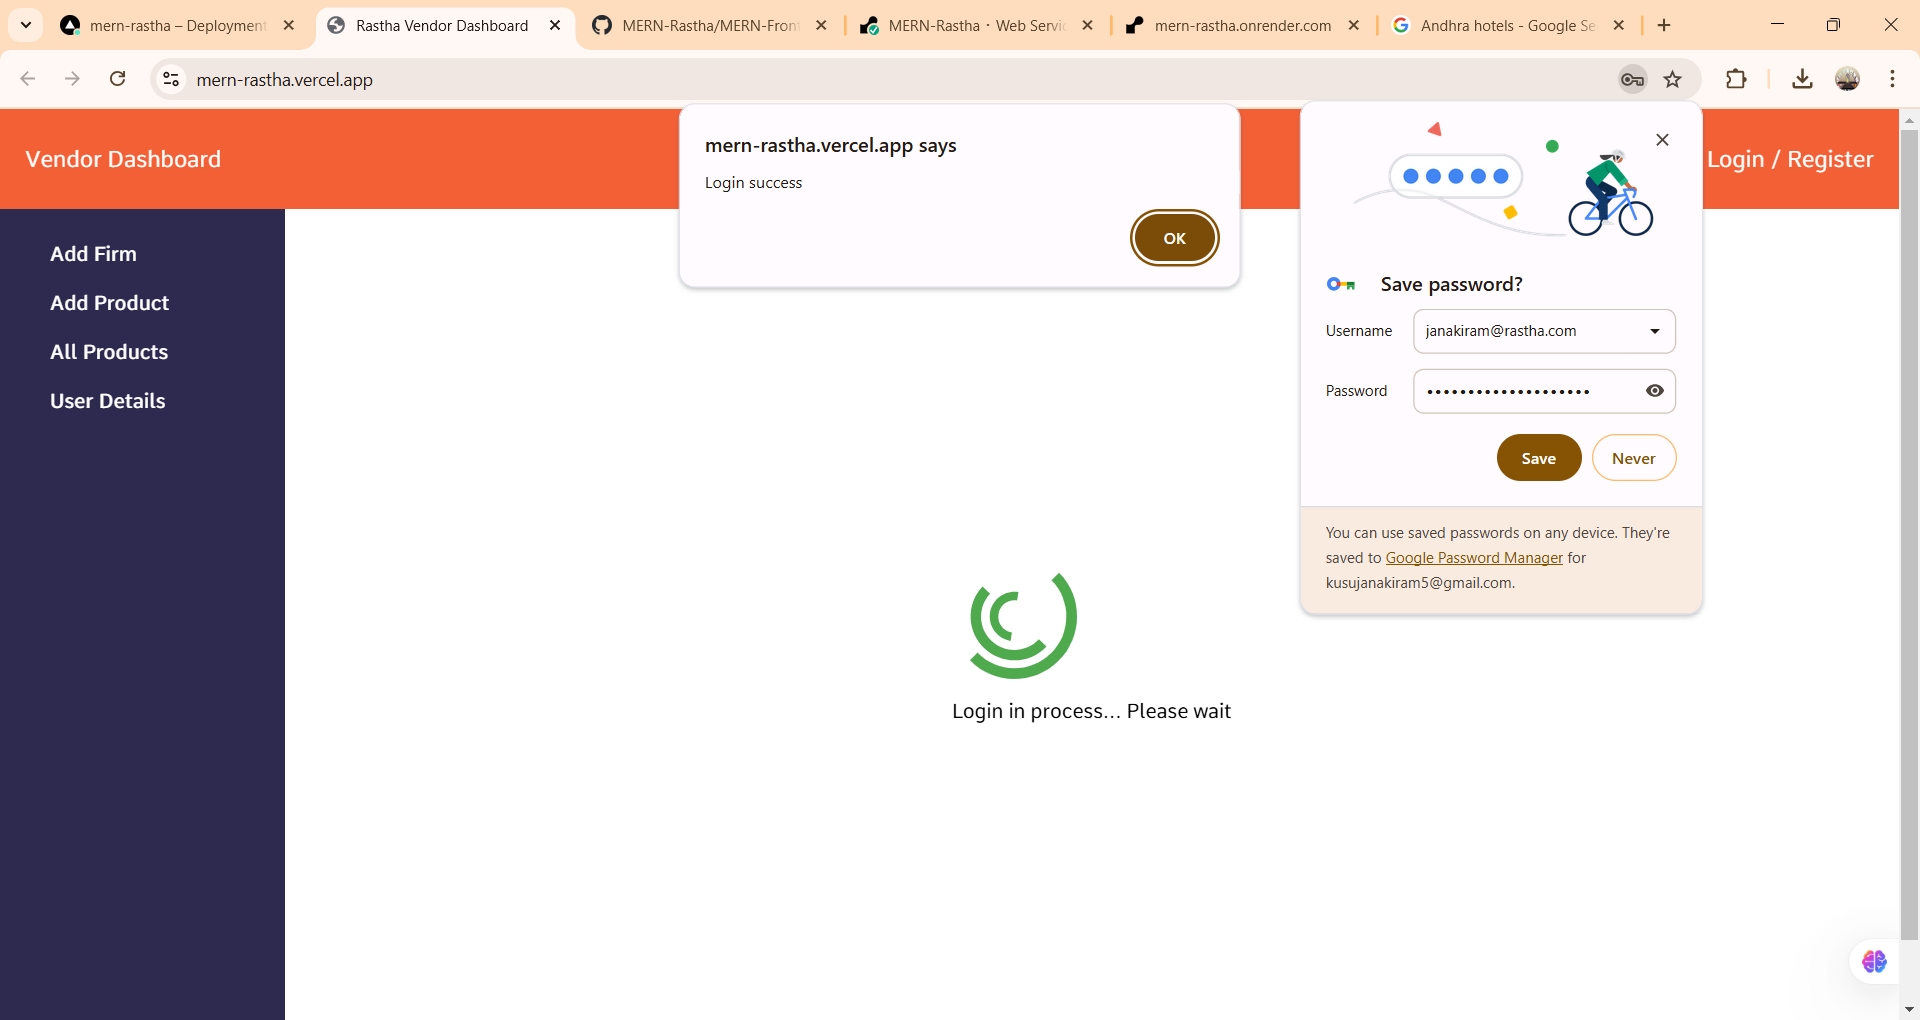 mern-rastha – Deployment
Rastha Vendor Dashboard
MERN-Rastha/MERN-Fron
MERN-Rastha · Web Servic
mern-rastha.onrender.com
Andhra hotels - Google Se
mern-rastha.vercel.app
Vendor Dashboard
Login / Register
mern-rastha.vercel.app says
Login success
OK
Add Firm
Add Product
All Products
User Details
Save password?
Username
janakiram@rastha.com
Password
••••••••••••••••••••
Save
Never
You can use saved passwords on any device. They're
saved to Google Password Manager for
kusujanakiram5@gmail.com.
Login in process... Please wait